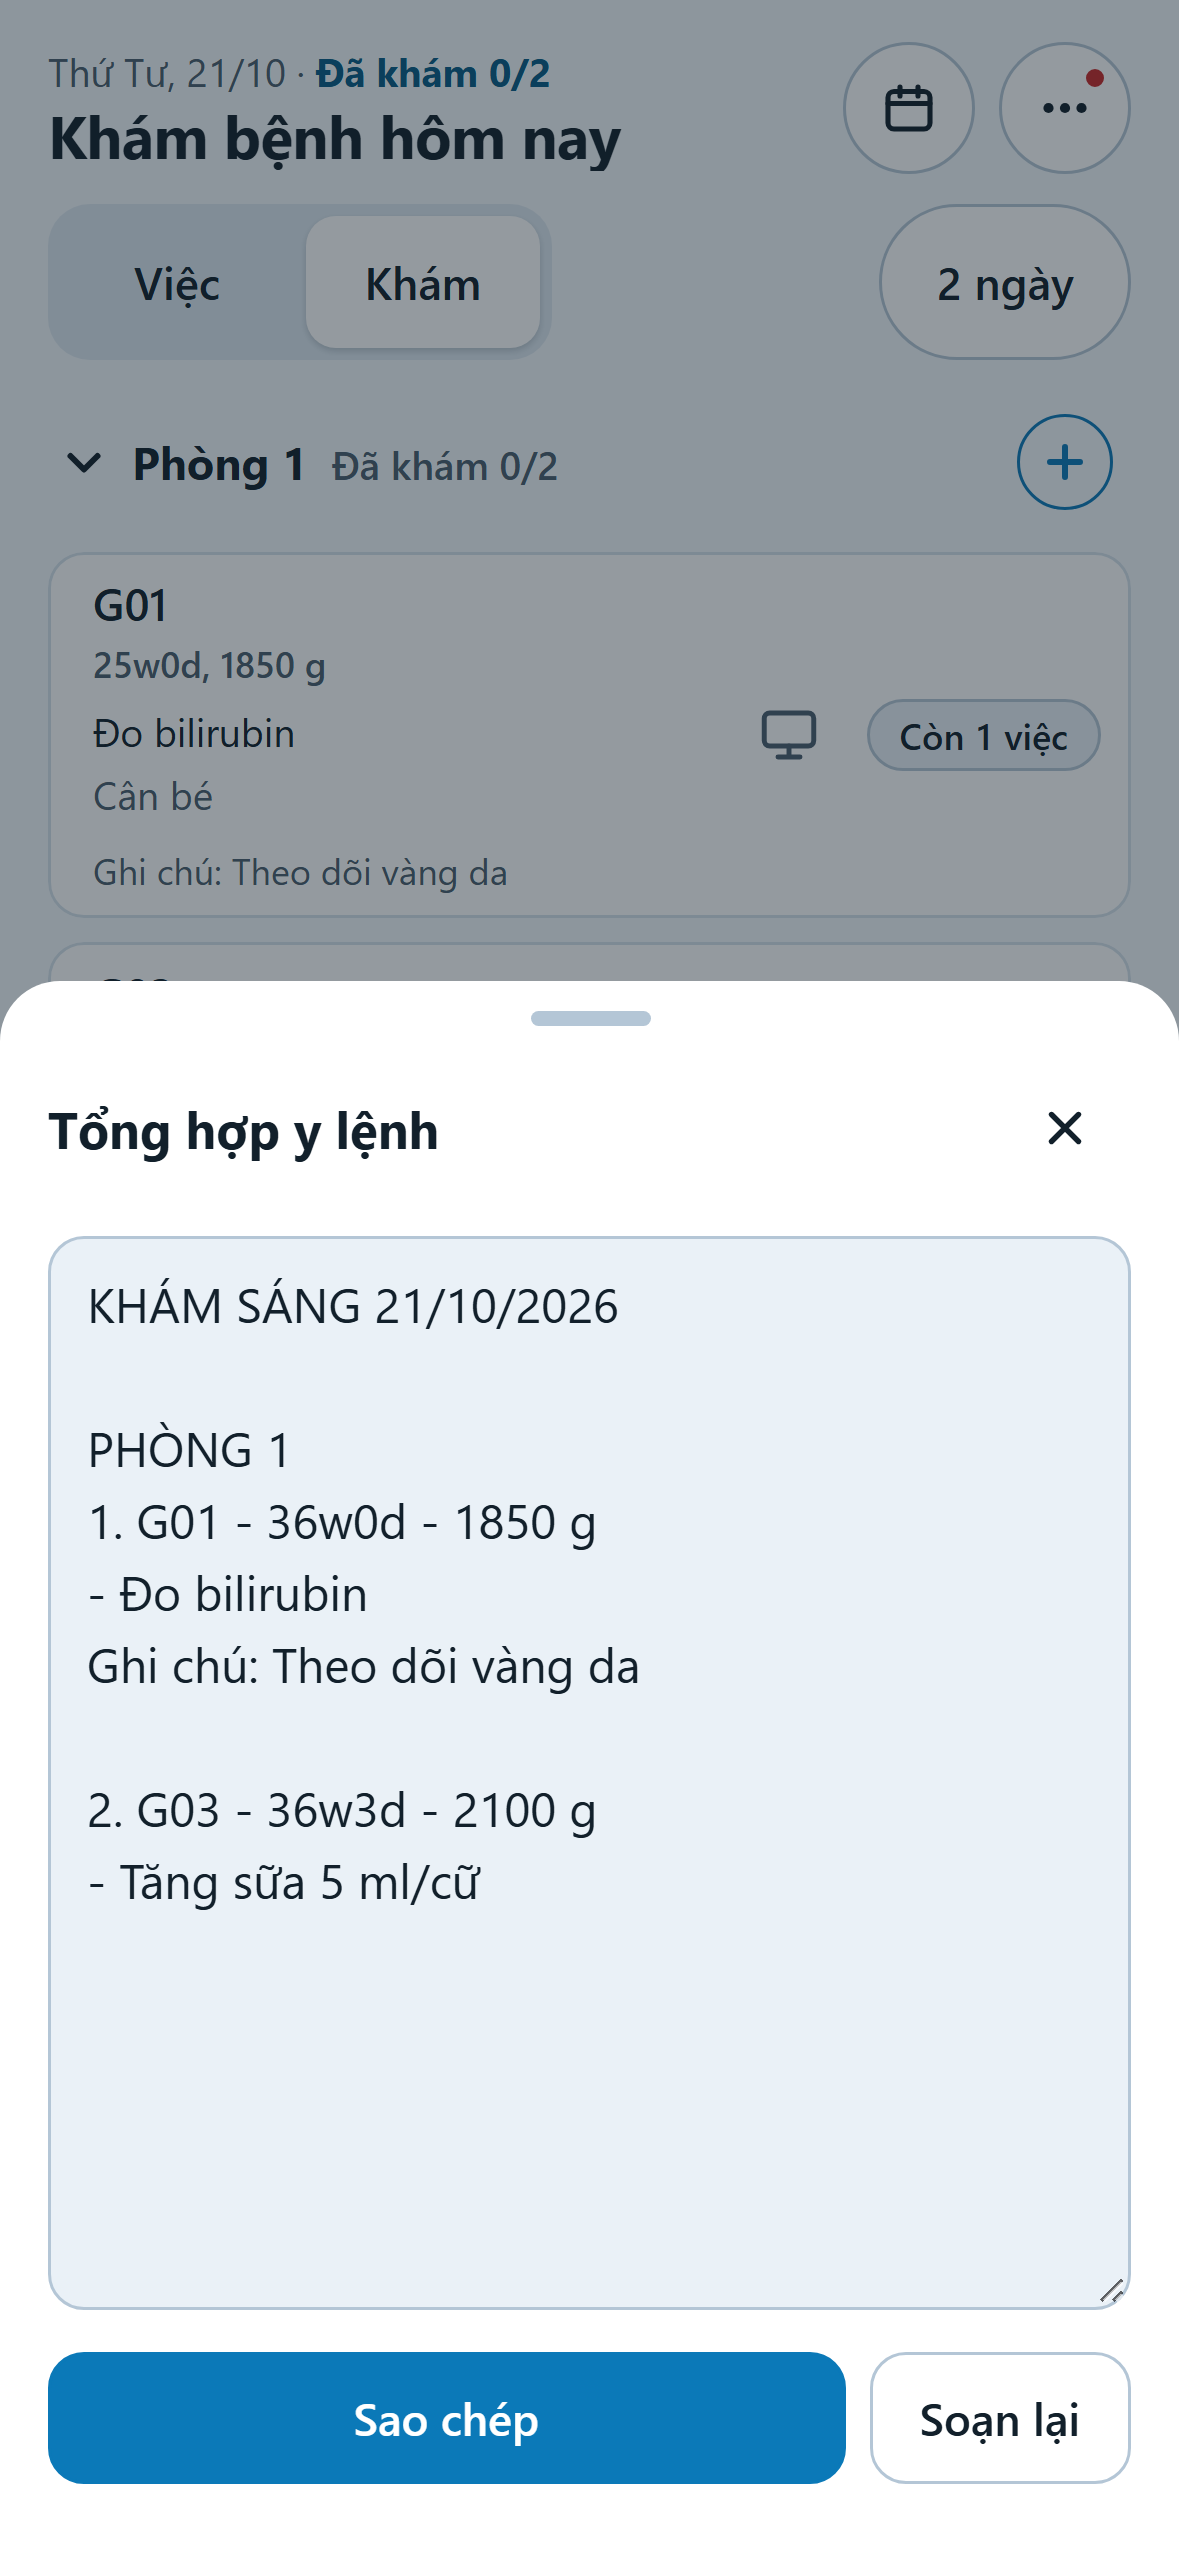 Thứ Tư, 21/10 · Đã khám 0/2
Khám bệnh hôm nay
Việc
Khám
2 ngày
Phòng 1 Đã khám 0/2
G01
25w0d, 1850 g
Đo bilirubin
Còn 1 việc
Cân bé
Ghi chú: Theo dõi vàng da
Tổng hợp y lệnh
KHÁM SÁNG 21/10/2026
PHÒNG 1
1. G01 - 36w0d - 1850 g
- Đo bilirubin
Ghi chú: Theo dõi vàng da
2. G03 - 36w3d - 2100 g
- Tăng sữa 5 ml/cữ
Sao chép
Soạn lại